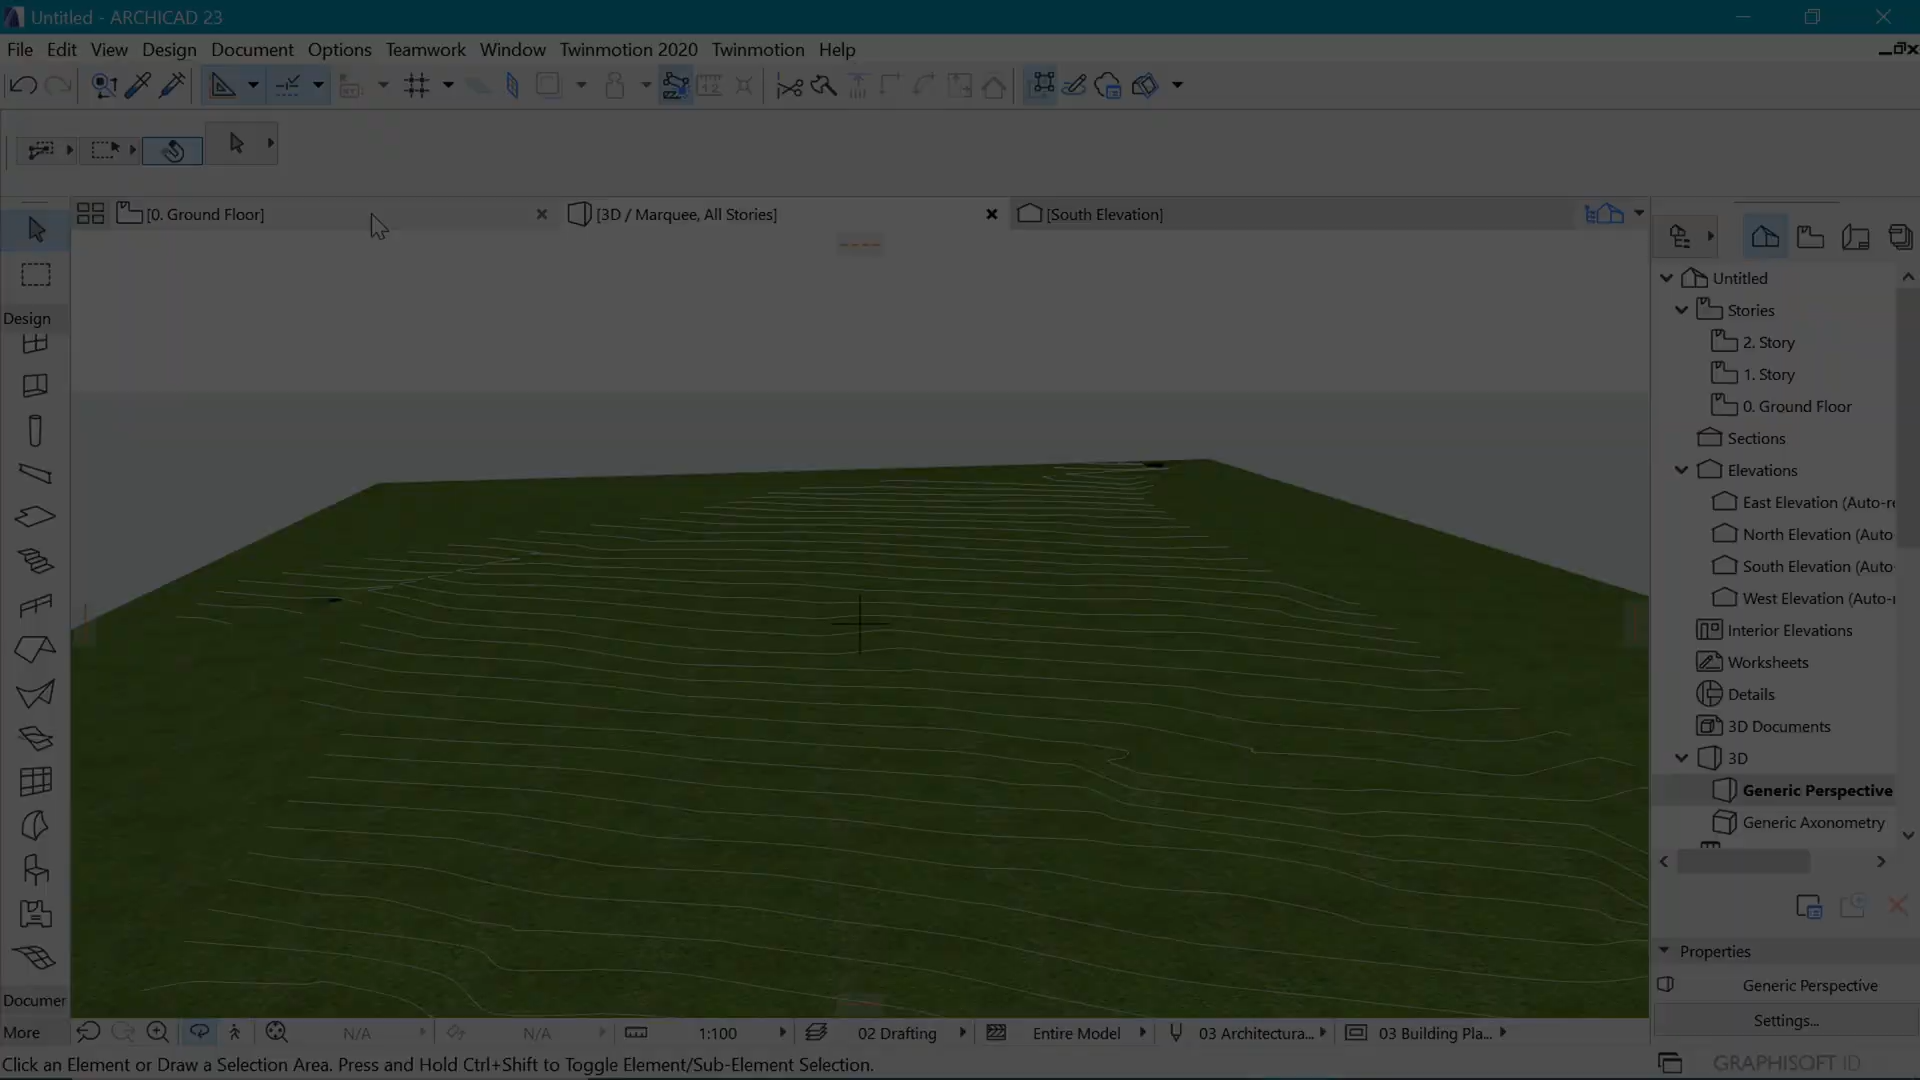 Untitled - ARCHICAD 23
File Edit View Design Document Options Teamwork Window Twinmotion 2020 Twinmotion Help
[0. Ground Floor]
[3D / Marquee, All Stories]
[South Elevation]
Design
Documer
More
Untitled
Stories
2. Story
1. Story
0. Ground Floor
Sections
Elevations
East Elevation (Auto-re
North Elevation (Auto
South Elevation (Auto-
West Elevation (Auto-r
Interior Elevations
Worksheets
Details
3D Documents
3D
Generic Perspective
Generic Axonometry
Properties
Generic Perspective
Settings...
N/A
N/A
1:100
02 Drafting
Entire Model
03 Architectura...
03 Building Pla...
Click an Element or Draw a Selection Area. Press and Hold Ctrl+Shift to Toggle Element/Sub-Element Selection.
GRAPHISOFT ID